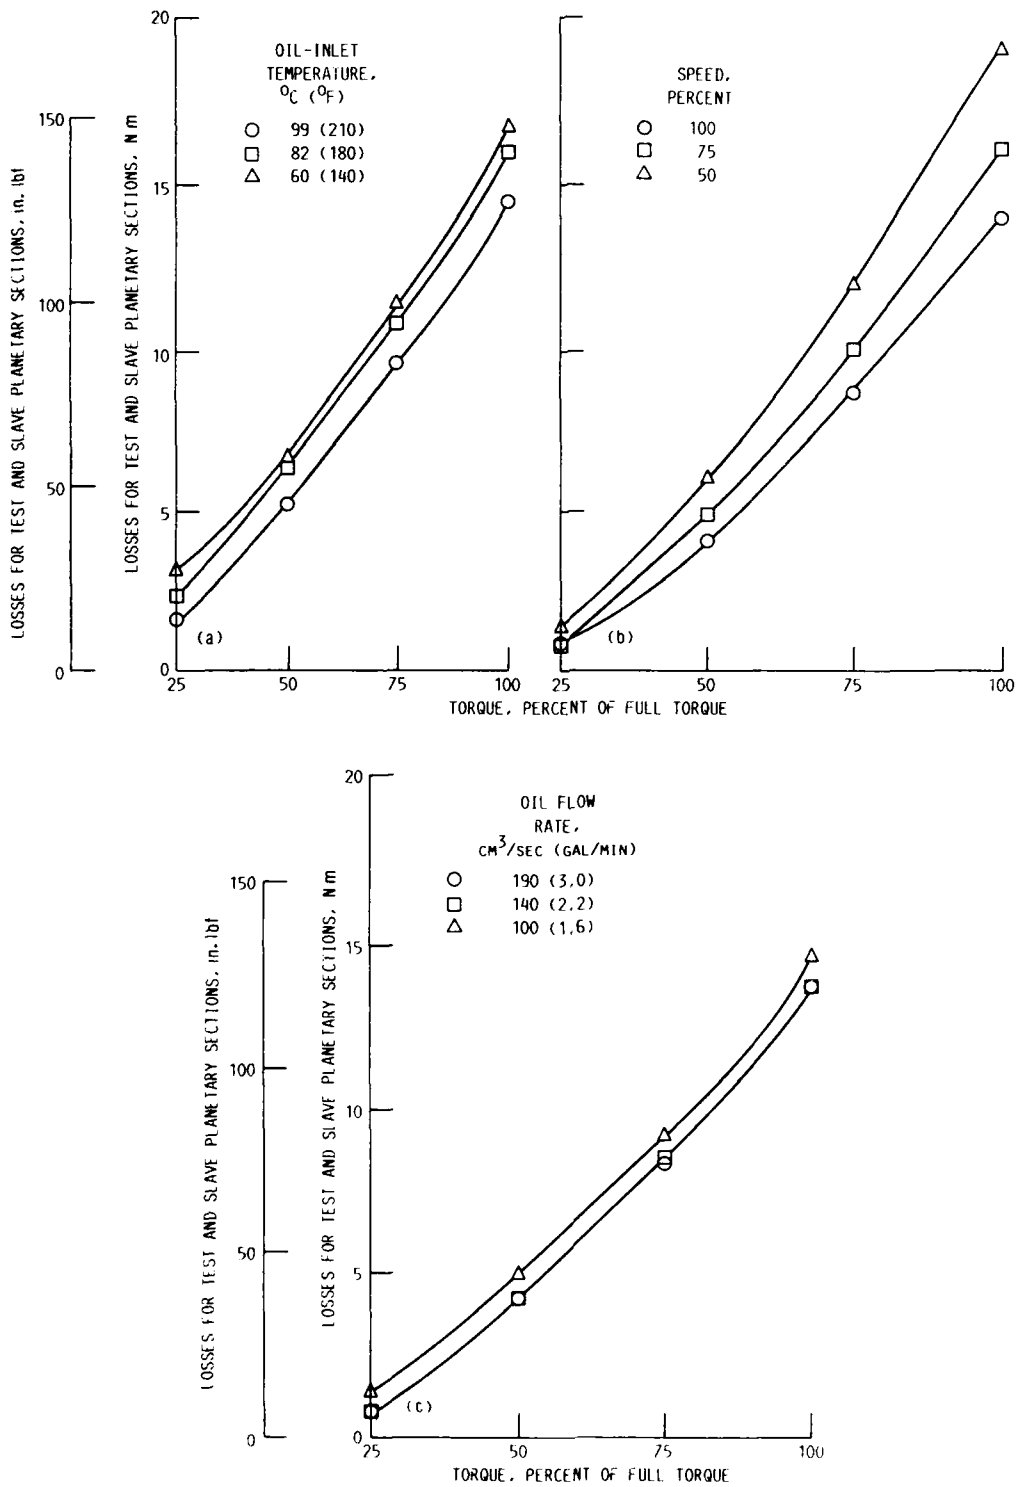 20
OIL-INLET
TEMPERATURE,
°C (°F)
99 (210)
82 (180)
60 (140)
150
100
50
0
LOSSES FOR TEST AND SLAVE PLANETARY SECTIONS, in.lbf
LOSSES FOR TEST AND SLAVE PLANETARY SECTIONS, N m
15
10
5
0
(a)
25 50 75 100
SPEED,
PERCENT
100
75
50
(b)
25 50 75 100
TORQUE, PERCENT OF FULL TORQUE
20
OIL FLOW
RATE,
CM³/SEC (GAL/MIN)
190 (3.0)
140 (2.2)
100 (1.6)
150
100
50
0
LOSSES FOR TEST AND SLAVE PLANETARY SECTIONS, in.lbf
LOSSES FOR TEST AND SLAVE PLANETARY SECTIONS, N m
15
10
5
0
(c)
25 50 75 100
TORQUE, PERCENT OF FULL TORQUE